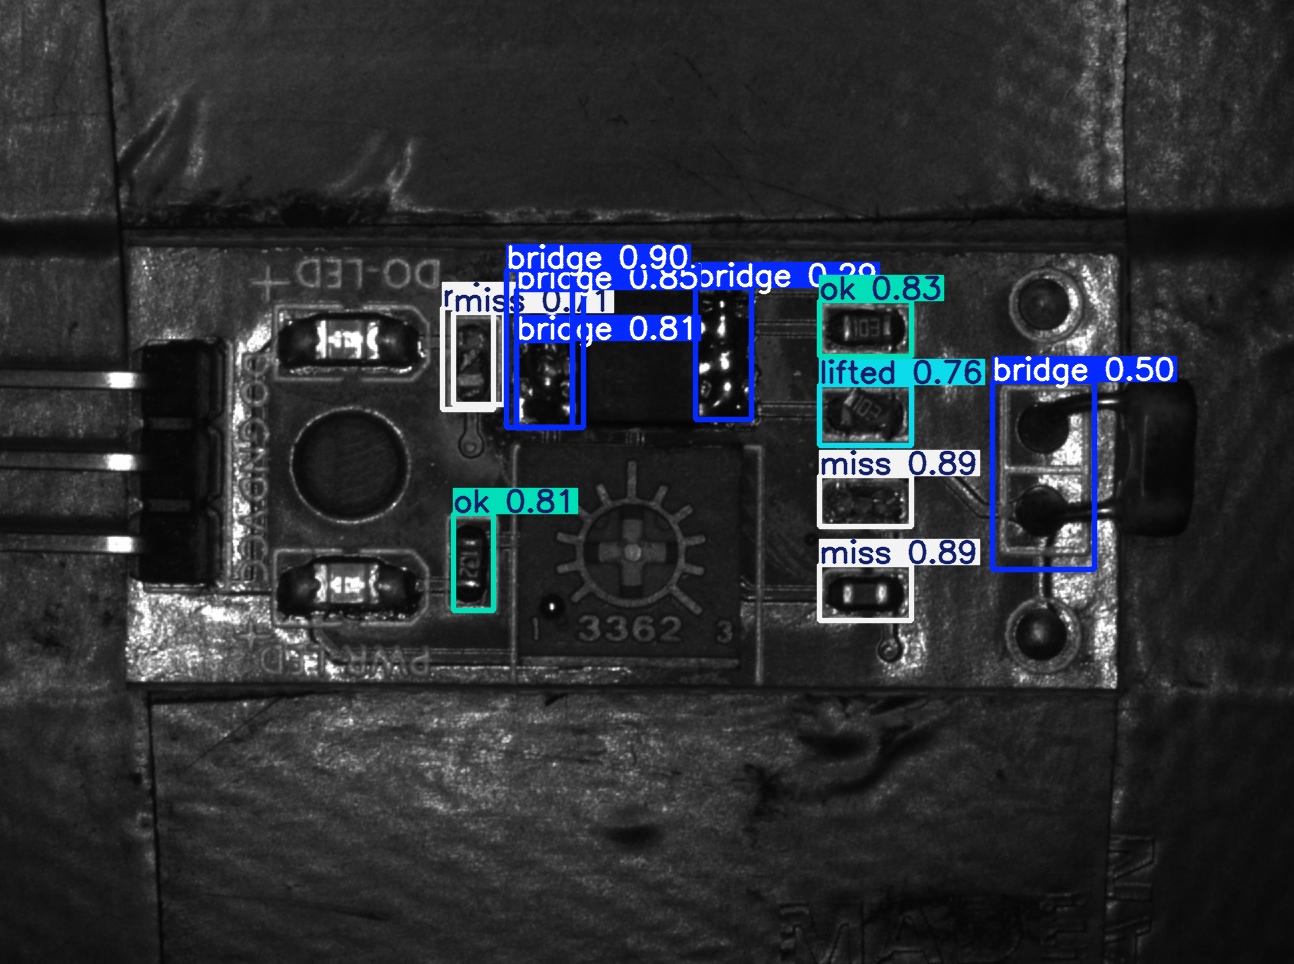 bridge 0.90
bridge 0.85
bridge 0.29
DO-LED
+
miss 0.71
ok 0.83
103
bridge 0.81
lifted 0.76
103
bridge 0.50
miss 0.89
ok 0.81
miss 0.89
DO GND VCC
1 3362 3
+
PWR-LED
MADE